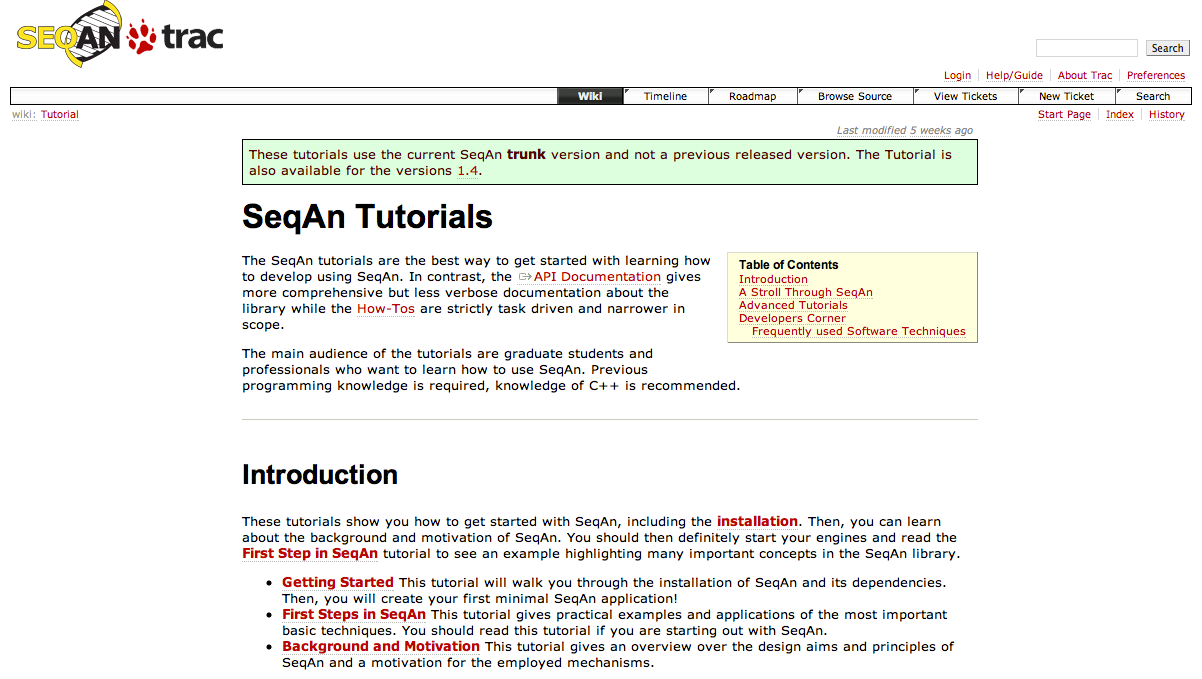 SEQAN trac
Search
Login Help/Guide About Trac Preferences
Wiki Timeline Roadmap Browse Source View Tickets New Ticket Search
wiki: Tutorial
Start Page Index History
Last modified 5 weeks ago
These tutorials use the current SeqAn trunk version and not a previous released version. The Tutorial is
also available for the versions 1.4.
SeqAn Tutorials
The SeqAn tutorials are the best way to get started with learning how
to develop using SeqAn. In contrast, the API Documentation gives
more comprehensive but less verbose documentation about the
library while the How-Tos are strictly task driven and narrower in
scope.
Table of Contents
Introduction
A Stroll Through SeqAn
Advanced Tutorials
Developers Corner
Frequently used Software Techniques
The main audience of the tutorials are graduate students and
professionals who want to learn how to use SeqAn. Previous
programming knowledge is required, knowledge of C++ is recommended.
Introduction
These tutorials show you how to get started with SeqAn, including the installation. Then, you can learn
about the background and motivation of SeqAn. You should then definitely start your engines and read the
First Step in SeqAn tutorial to see an example highlighting many important concepts in the SeqAn library.
• Getting Started This tutorial will walk you through the installation of SeqAn and its dependencies.
Then, you will create your first minimal SeqAn application!
• First Steps in SeqAn This tutorial gives practical examples and applications of the most important
basic techniques. You should read this tutorial if you are starting out with SeqAn.
• Background and Motivation This tutorial gives an overview over the design aims and principles of
SeqAn and a motivation for the employed mechanisms.